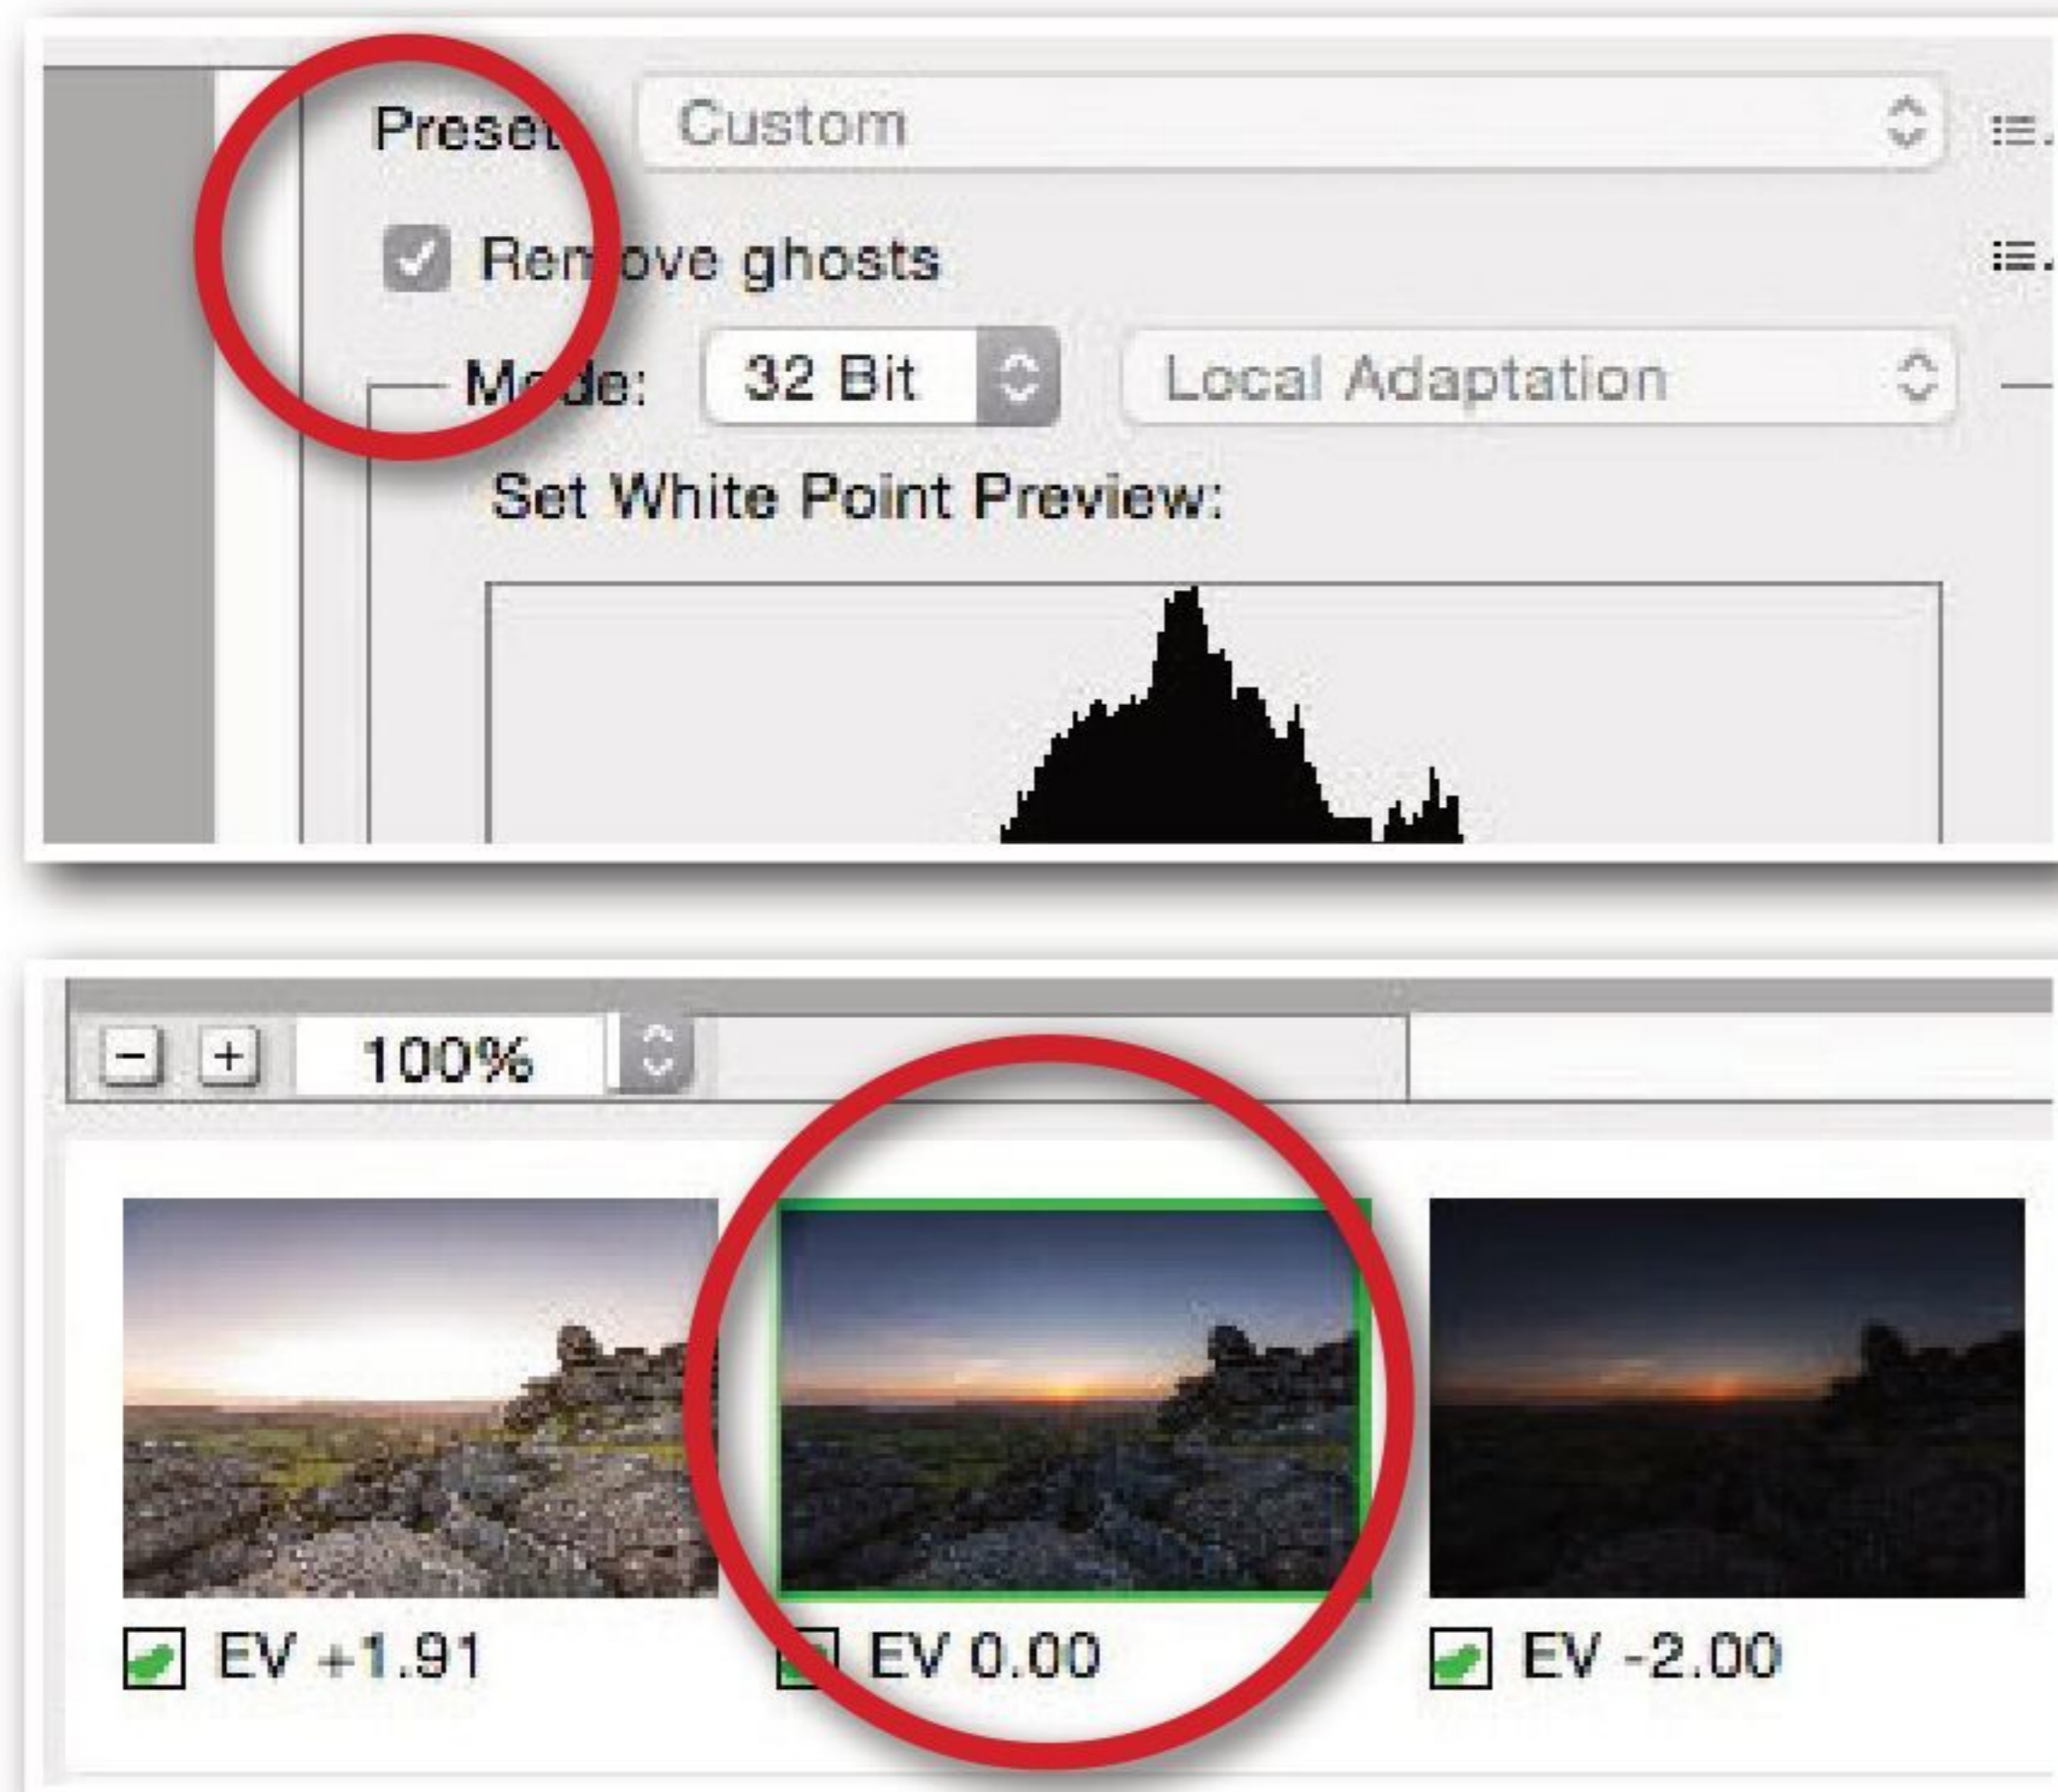 Preset: Custom
Remove ghosts
Mode: 32 Bit Local Adaptation
Set White Point Preview:
- + 100%
EV +1.91 EV 0.00 EV -2.00